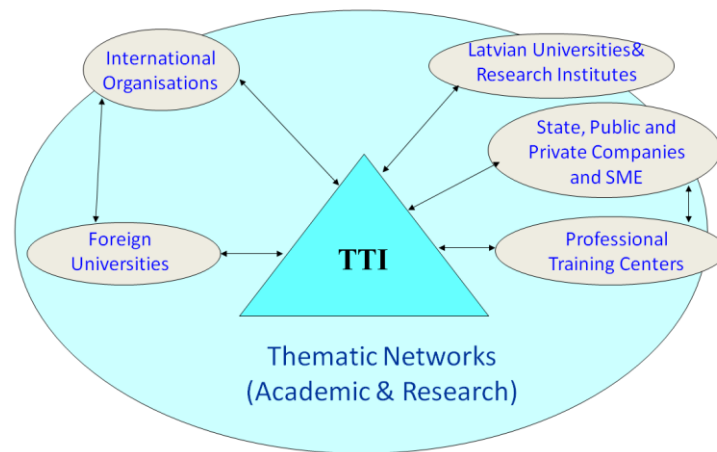 International
Organisations
Latvian Universities&
Research Institutes
State, Public and
Private Companies
and SME
Foreign
Universities
TTI
Professional
Training Centers
Thematic Networks
(Academic & Research)